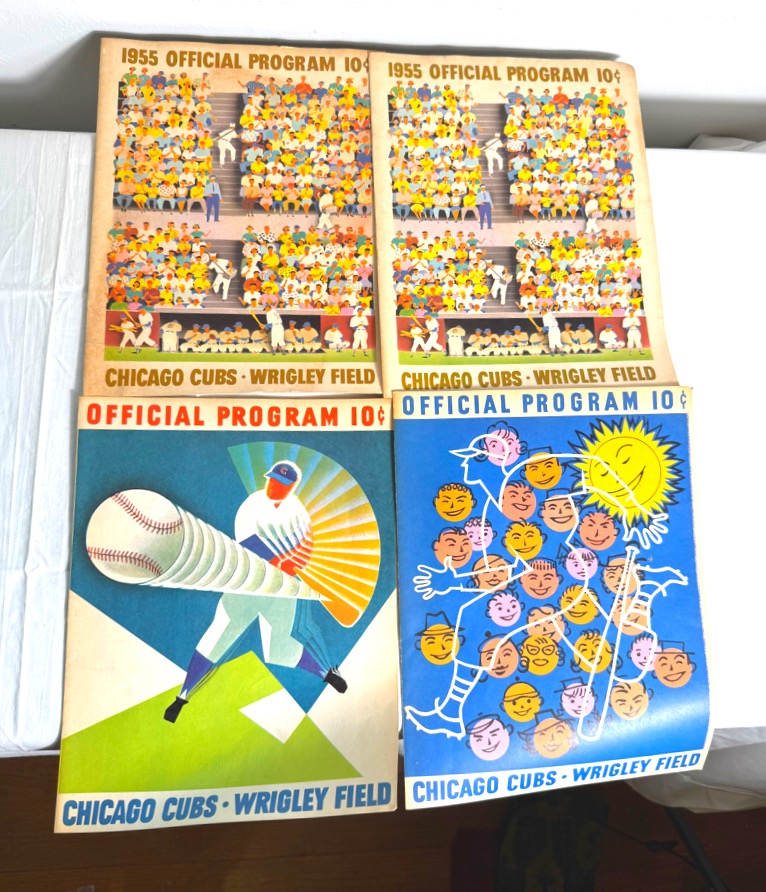 1955 OFFICIAL PROGRAM 10¢
CHICAGO CUBS · WRIGLEY FIELD
1955 OFFICIAL PROGRAM 10¢
CHICAGO CUBS · WRIGLEY FIELD
OFFICIAL PROGRAM 10¢
C
CHICAGO CUBS · WRIGLEY FIELD
OFFICIAL PROGRAM 10¢
CHICAGO CUBS · WRIGLEY FIELD